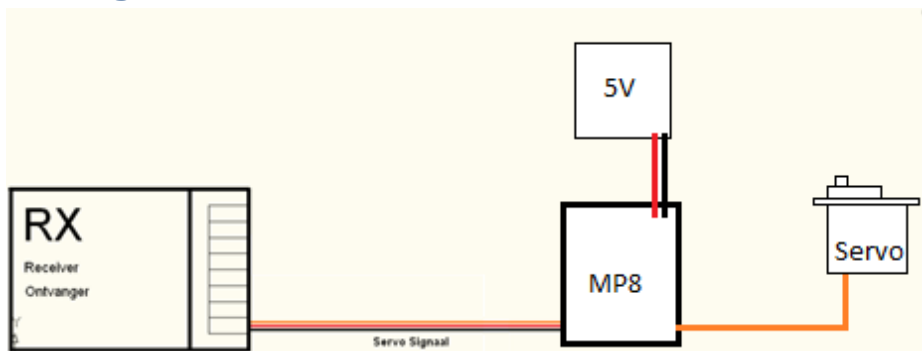 5V
RX
Receiver
Ontvanger
MP8
Servo
Servo Signaal